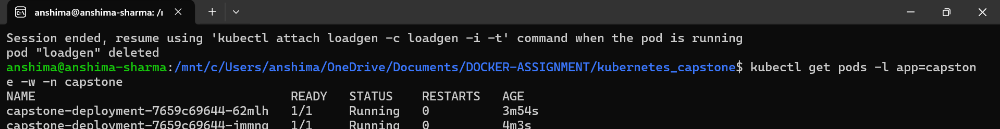 anshima@anshima-sharma: /r
Session ended, resume using 'kubectl attach loadgen -c loadgen -i -t' command when the pod is running
pod "loadgen" deleted
anshima@anshima-sharma:/mnt/c/Users/anshima/OneDrive/Documents/DOCKER-ASSIGNMENT/kubernetes_capstone$ kubectl get pods -l app=capston
e -w -n capstone
NAME READY STATUS RESTARTS AGE
capstone-deployment-7659c69644-62mlh 1/1 Running 0 3m54s
capstone-deployment-7659c69644-jmmnq 1/1 Running 0 4m3s